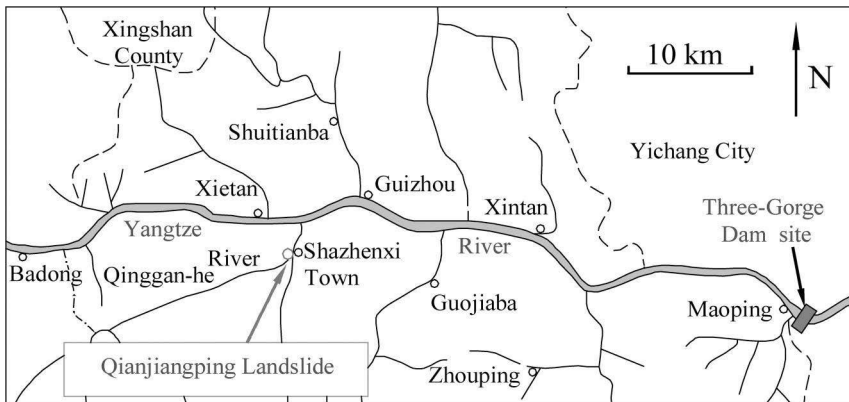 Xingshan
County
10 km
N
Shuitianba
Yichang City
Xietan
Guizhou
Xintan
Three-Gorge
Dam site
Yangtze
River
River
Shazhenxi
Town
Badong
Qinggan-he
Guojiaba
Maoping
Qianjiangping Landslide
Zhouping